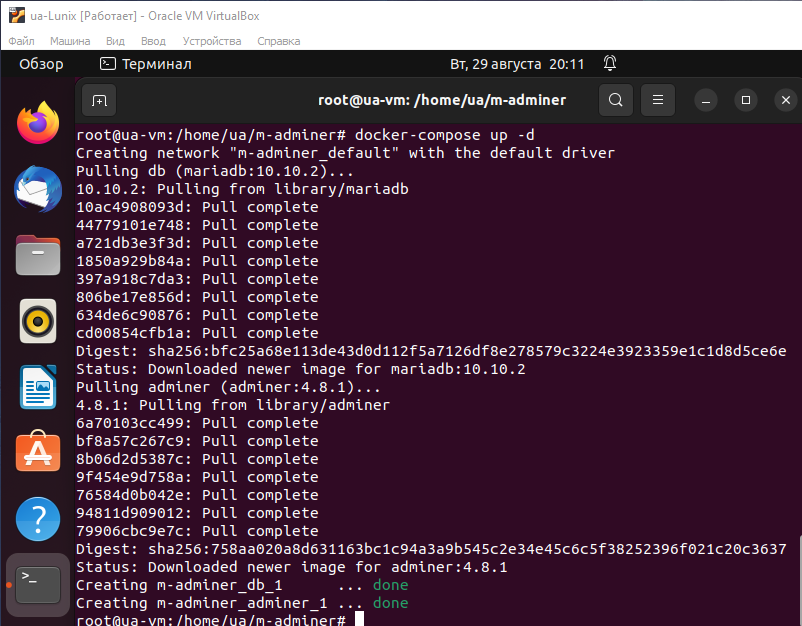 ua-Lunix [Работает] - Oracle VM VirtualBox
Файл Машина Вид Ввод Устройства Справка
Обзор Терминал Вт, 29 августа 20:11
root@ua-vm: /home/ua/m-adminer
root@ua-vm:/home/ua/m-adminer# docker-compose up -d
Creating network "m-adminer_default" with the default driver
Pulling db (mariadb:10.10.2)...
10.10.2: Pulling from library/mariadb
10ac4908093d: Pull complete
44779101e748: Pull complete
a721db3e3f3d: Pull complete
1850a929b84a: Pull complete
397a918c7da3: Pull complete
806be17e856d: Pull complete
634de6c90876: Pull complete
cd00854cfb1a: Pull complete
Digest: sha256:bfc25a68e113de43d0d112f5a7126df8e278579c3224e3923359e1c1d8d5ce6e
Status: Downloaded newer image for mariadb:10.10.2
Pulling adminer (adminer:4.8.1)...
4.8.1: Pulling from library/adminer
6a70103cc499: Pull complete
bf8a57c267c9: Pull complete
8b06d2d5387c: Pull complete
9f454e9d758a: Pull complete
76584d0b042e: Pull complete
94811d909012: Pull complete
79906cbc9e7c: Pull complete
Digest: sha256:758aa020a8d631163bc1c94a3a9b545c2e34e45c6c5f38252396f021c20c3637
Status: Downloaded newer image for adminer:4.8.1
Creating m-adminer_db_1 ... done
Creating m-adminer_adminer_1 ... done
root@ua-vm:/home/ua/m-adminer#